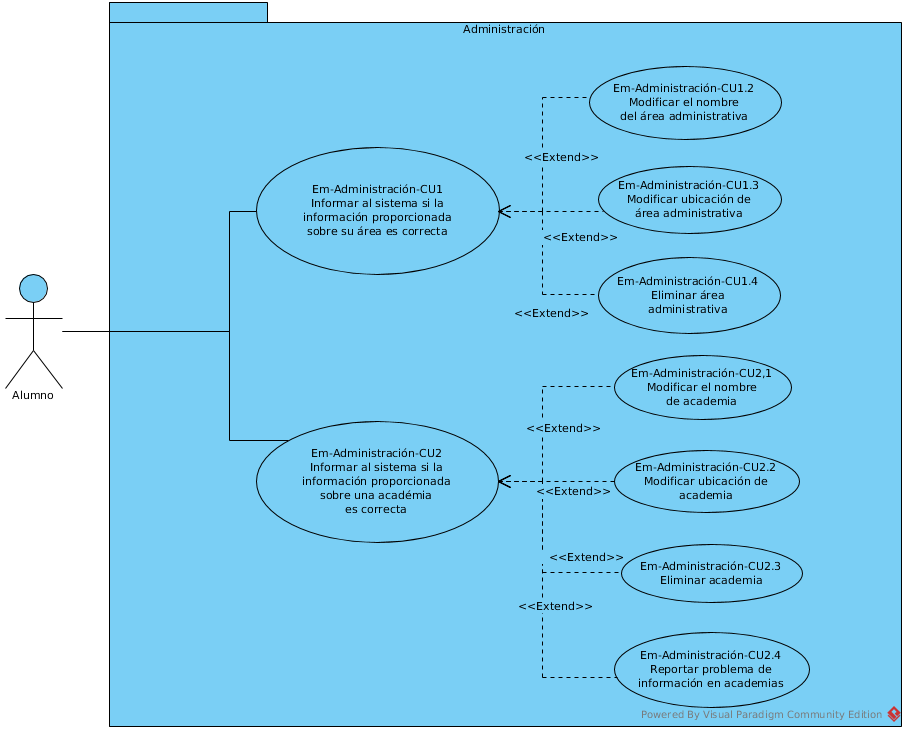 Administración
Em-Administración-CU1.2
Modificar el nombre
del área administrativa
<<Extend>>
Em-Administración-CU1
Informar al sistema si la
información proporcionada
sobre su área es correcta
Em-Administración-CU1.3
Modificar ubicación de
área administrativa
<<Extend>>
Em-Administración-CU1.4
Eliminar área
administrativa
<<Extend>>
Alumno
Em-Administración-CU2,1
Modificar el nombre
de academia
<<Extend>>
Em-Administración-CU2
Informar al sistema si la
información proporcionada
sobre una académia
es correcta
Em-Administración-CU2.2
Modificar ubicación de
academia
<<Extend>>
<<Extend>>
Em-Administración-CU2.3
Eliminar academia
<<Extend>>
Em-Administración-CU2.4
Reportar problema de
información en academias
Powered By Visual Paradigm Community Edition